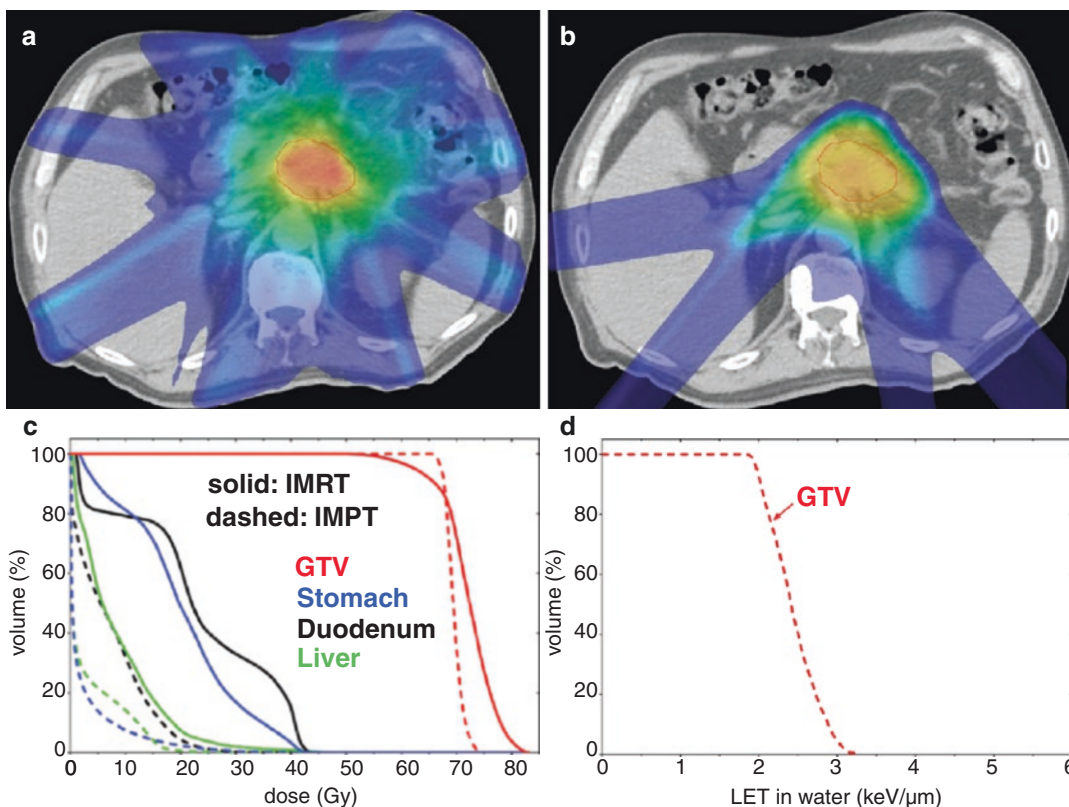 a
b
c
d
100
80
60
40
20
0
volume (%)
solid: IMRT
dashed: IMPT
GTV
Stomach
Duodenum
Liver
0 10 20 30 40 50 60 70 80
dose (Gy)
100
80
60
40
20
0
volume (%)
GTV
0 1 2 3 4 5 6
LET in water (keV/µm)